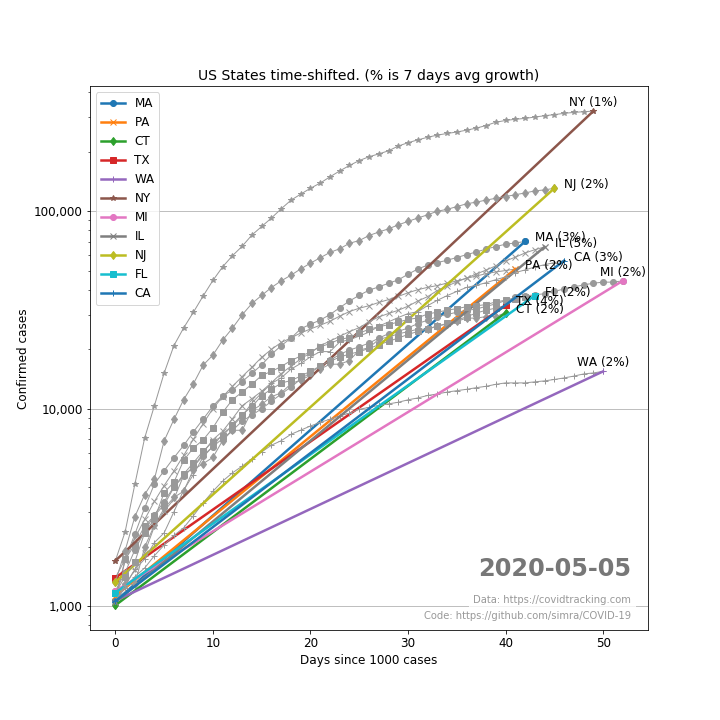 US States time-shifted. (% is 7 days avg growth)
MA
PA
CT
TX
WA
NY
MI
IL
NJ
FL
CA
NY (1%)
NJ (2%)
MA (3%)
IL (5%)
CA (3%)
PA (2%)
MI (2%)
FL (2%)
TX (4%)
CT (2%)
WA (2%)
100,000
10,000
1,000
Confirmed cases
2020-05-05
Data: https://covidtracking.com
Code: https://github.com/simra/COVID-19
0 10 20 30 40 50
Days since 1000 cases